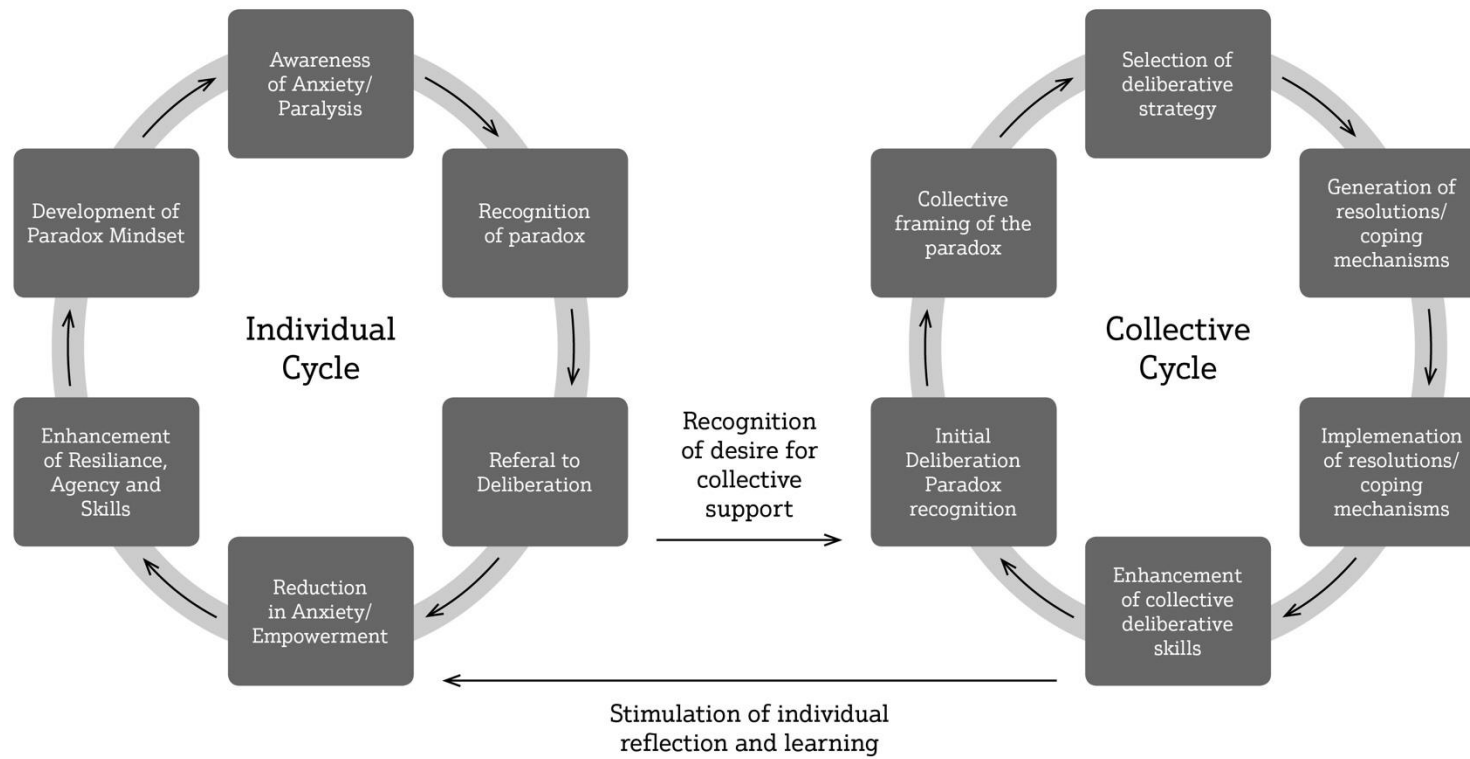 Awareness
of Anxiety/
Paralysis
Recognition
of paradox
Referal to
Deliberation
Reduction
in Anxiety/
Empowerment
Enhancement
of Resiliance,
Agency and
Skills
Development of
Paradox Mindset
Individual
Cycle
Recognition
of desire for
collective
support
Selection of
deliberative
strategy
Generation of
resolutions/
coping
mechanisms
Implemenation
of resolutions/
coping
mechanisms
Enhancement
of collective
deliberative
skills
Initial
Deliberation
Paradox
recognition
Collective
framing of the
paradox
Collective
Cycle
Stimulation of individual
reflection and learning